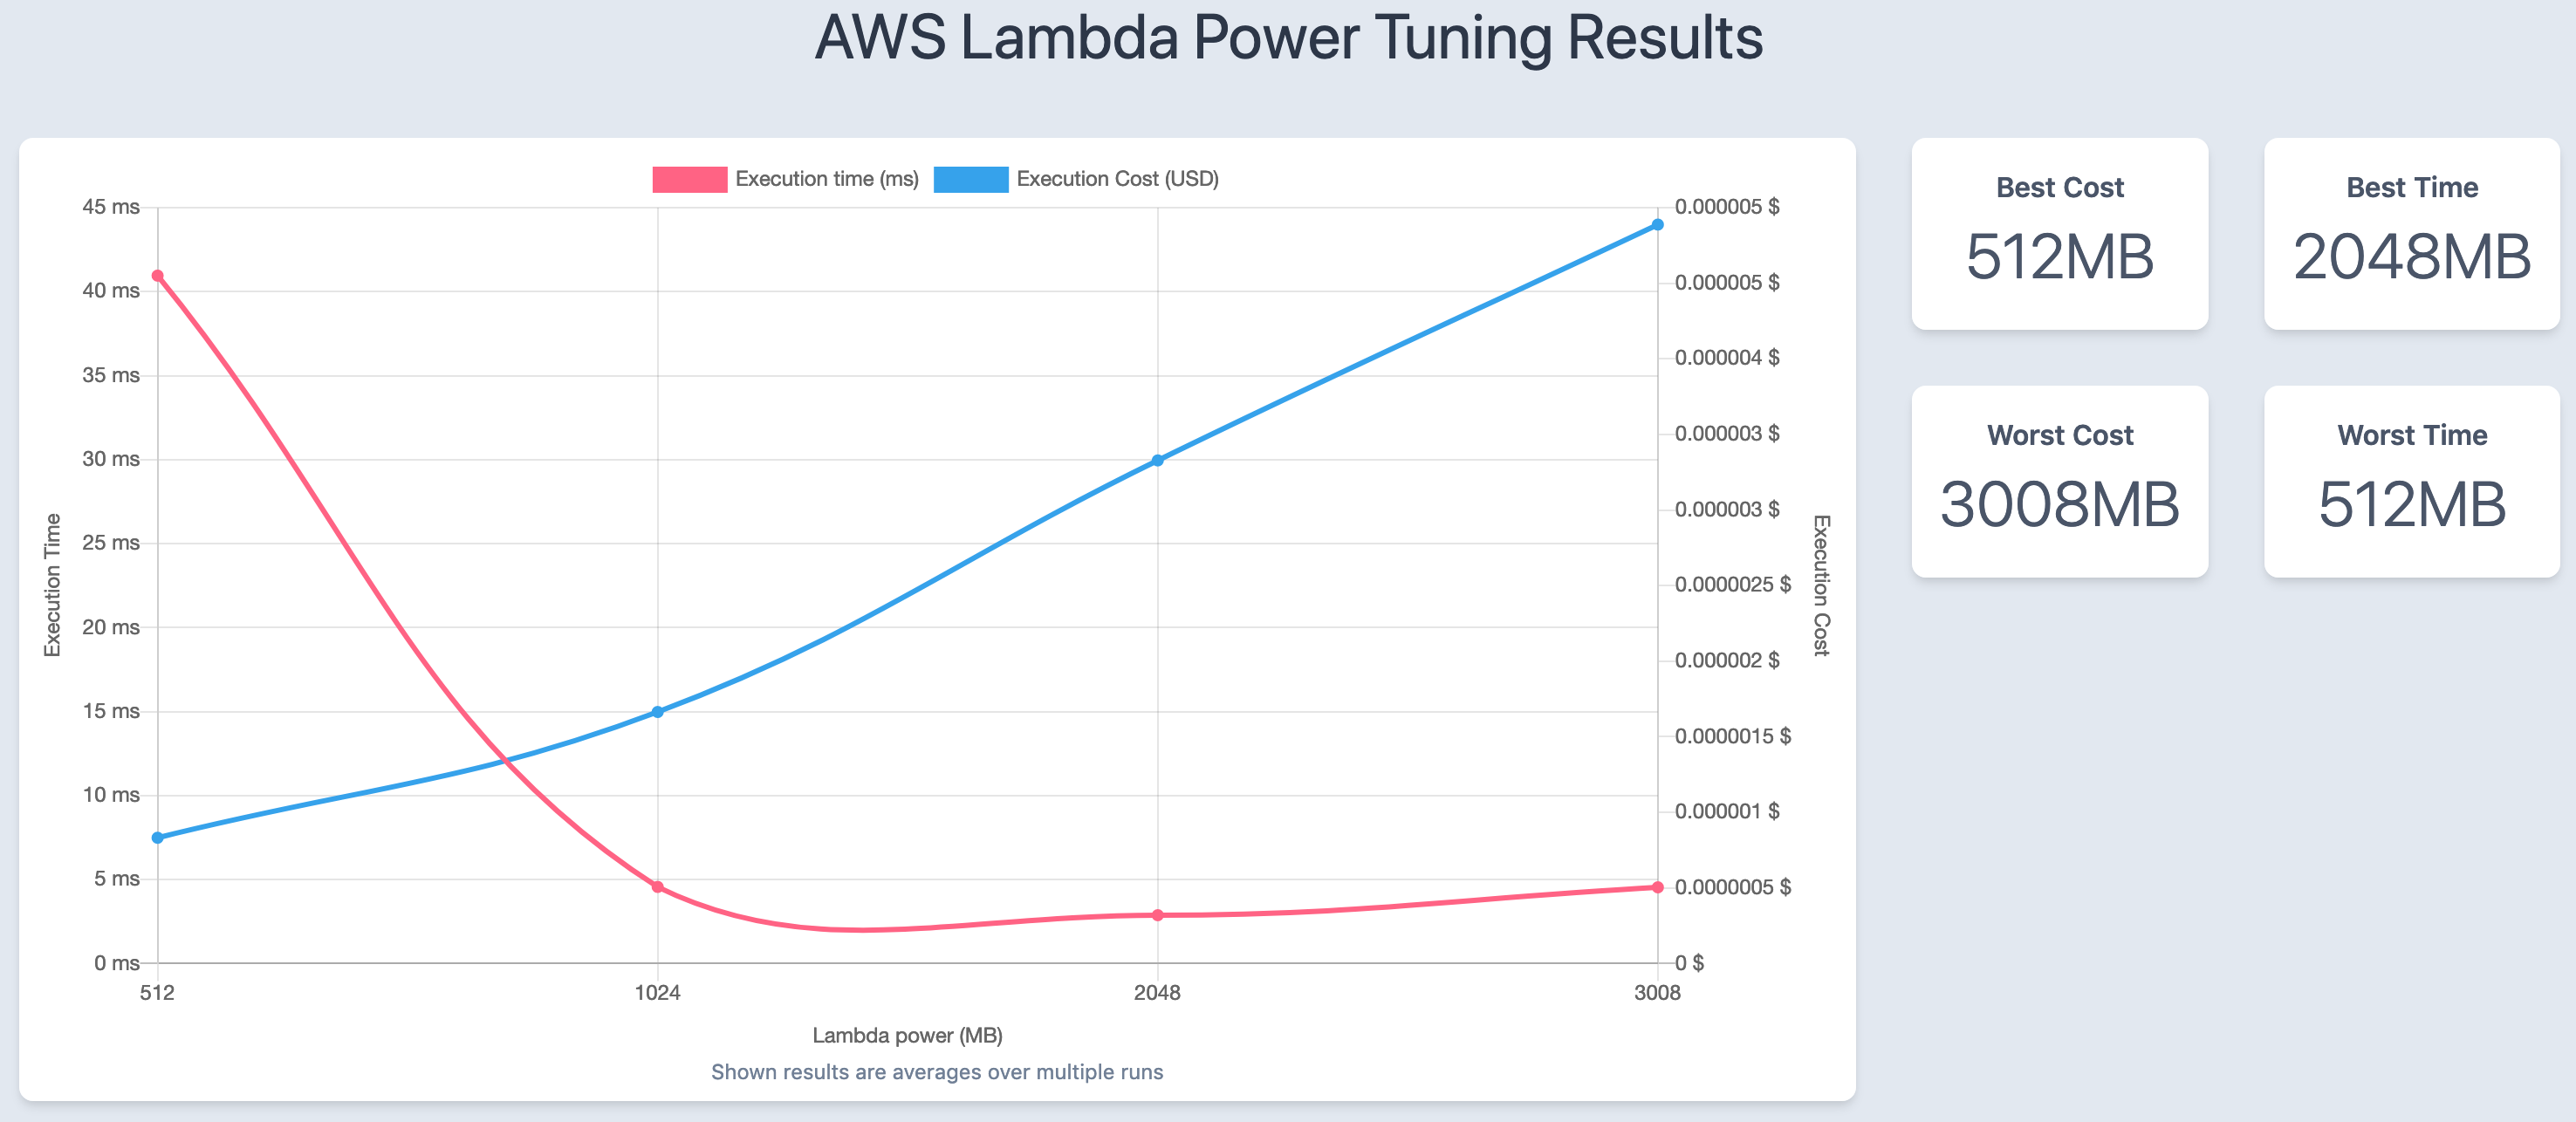 AWS Lambda Power Tuning Results
Execution time (ms)
Execution Cost (USD)
45 ms
40 ms
35 ms
30 ms
25 ms
20 ms
15 ms
10 ms
5 ms
0 ms
Execution Time
0.000005 $
0.000005 $
0.000004 $
0.000003 $
0.000003 $
0.0000025 $
0.000002 $
0.0000015 $
0.000001 $
0.0000005 $
0 $
Execution Cost
512
1024
2048
3008
Lambda power (MB)
Shown results are averages over multiple runs
Best Cost
512MB
Best Time
2048MB
Worst Cost
3008MB
Worst Time
512MB